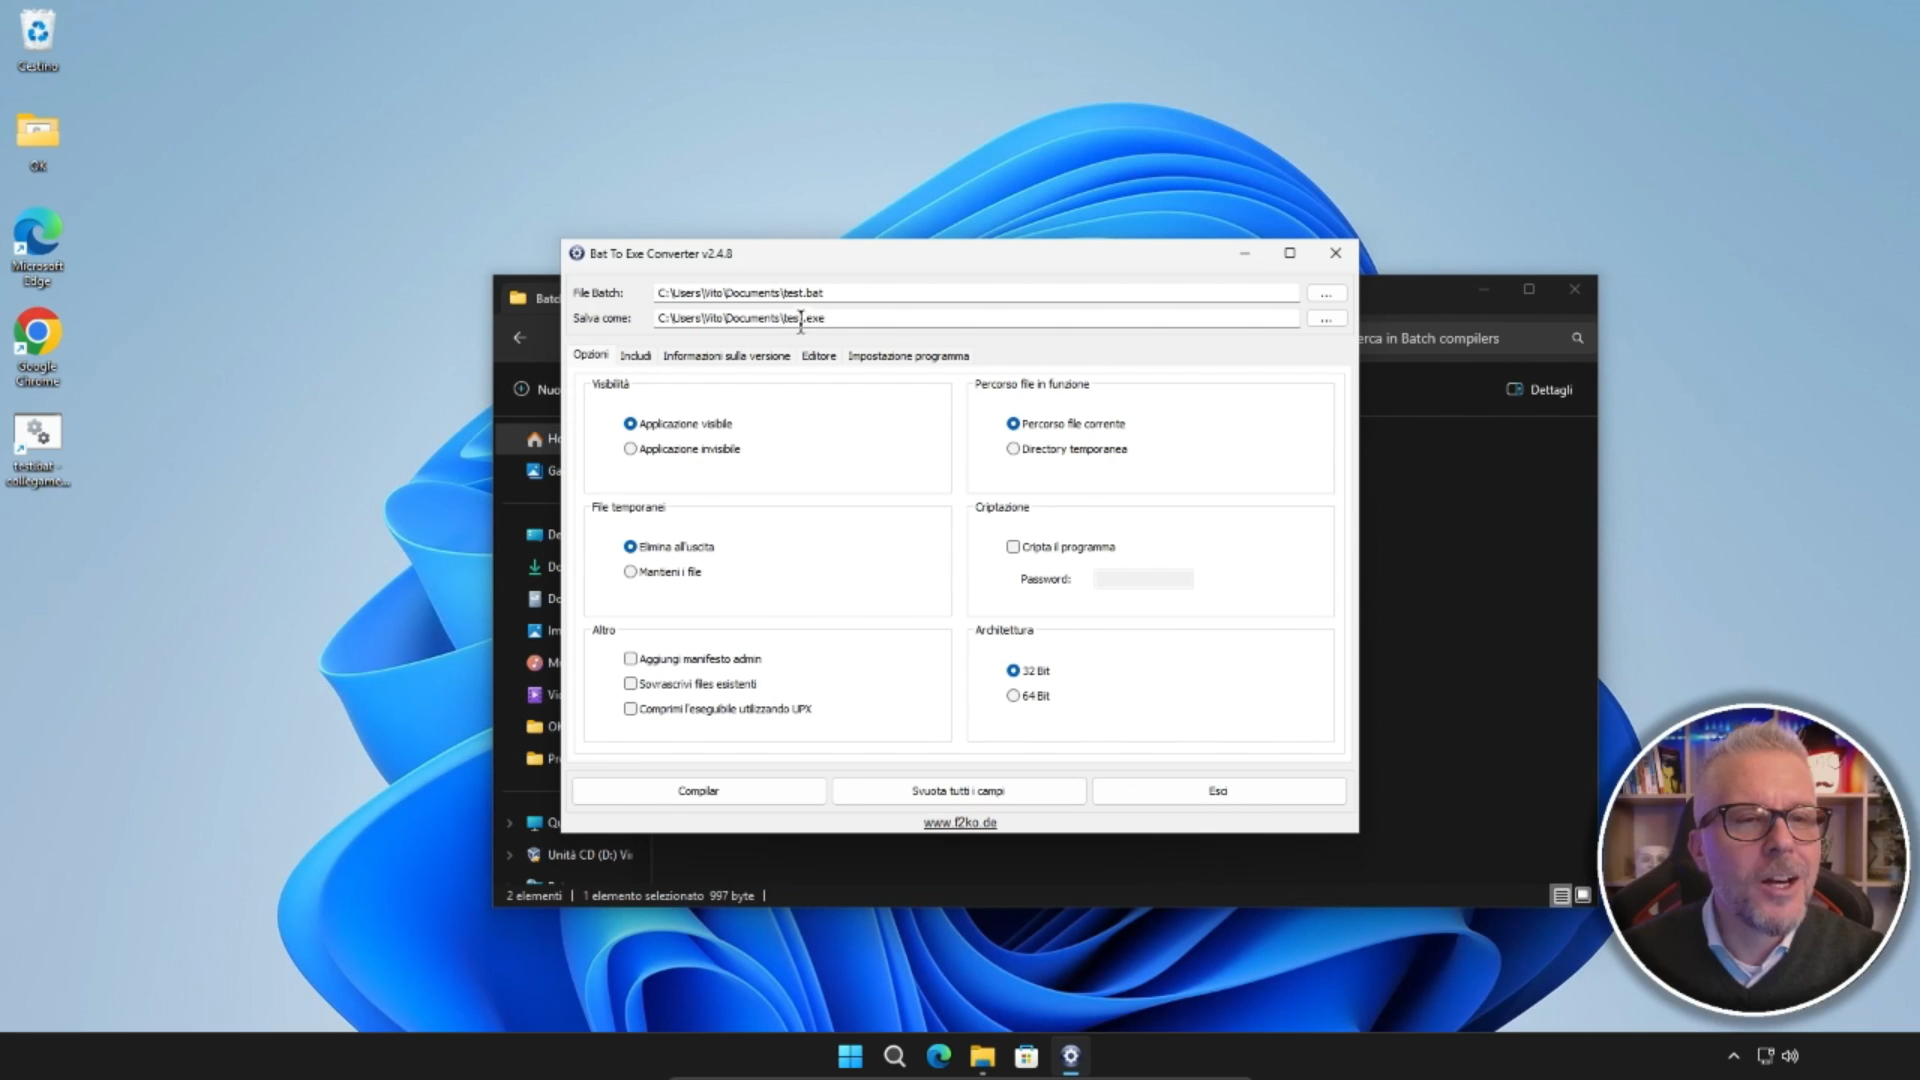 Cestino
OK
Microsoft
Edge
Google
Chrome
collegame...
Bat To Exe Converter v2.4.8
File Batch: C:\Users\Vito\Documents\test.bat ...
Salva come: C:\Users\Vito\Documents\test.exe ...
Opzioni Includi Informazioni sulla versione Editore Impostazione programma
Visibilità
Applicazione visibile
Applicazione invisibile
Percorso file in funzione
Percorso file corrente
Directory temporanea
File temporanei
Elimina all'uscita
Mantieni i file
Criptazione
Cripta il programma
Password:
Altro
Aggiungi manifesto admin
Sovrascrivi files esistenti
Comprimi l'eseguibile utilizzando UPX
Architettura
32 Bit
64 Bit
Compilar Svuota tutti i campi Esci
www.f2ko.de
Batc
erca in Batch compilers
Nuo
Dettagli
Ho
Ga
De
Do
Do
Im
M
Vi
OK
Pr
Qu
Unità CD (D:) Vi
2 elementi | 1 elemento selezionato 997 byte |